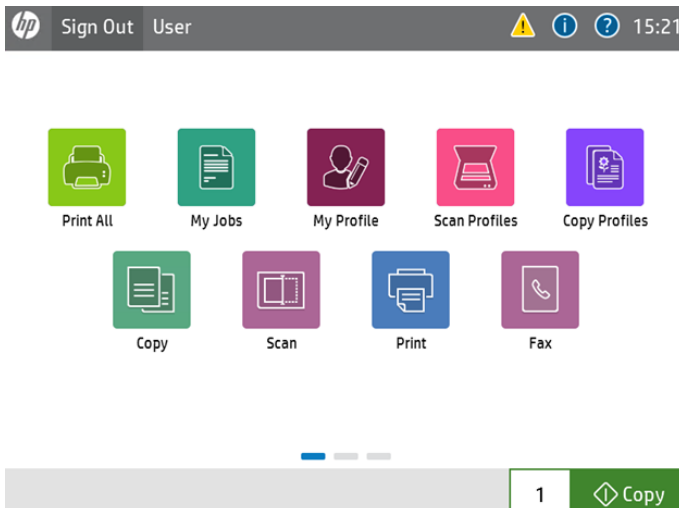 hp Sign Out User 15:21
Print All My Jobs My Profile Scan Profiles Copy Profiles
Copy Scan Print Fax
1 Copy